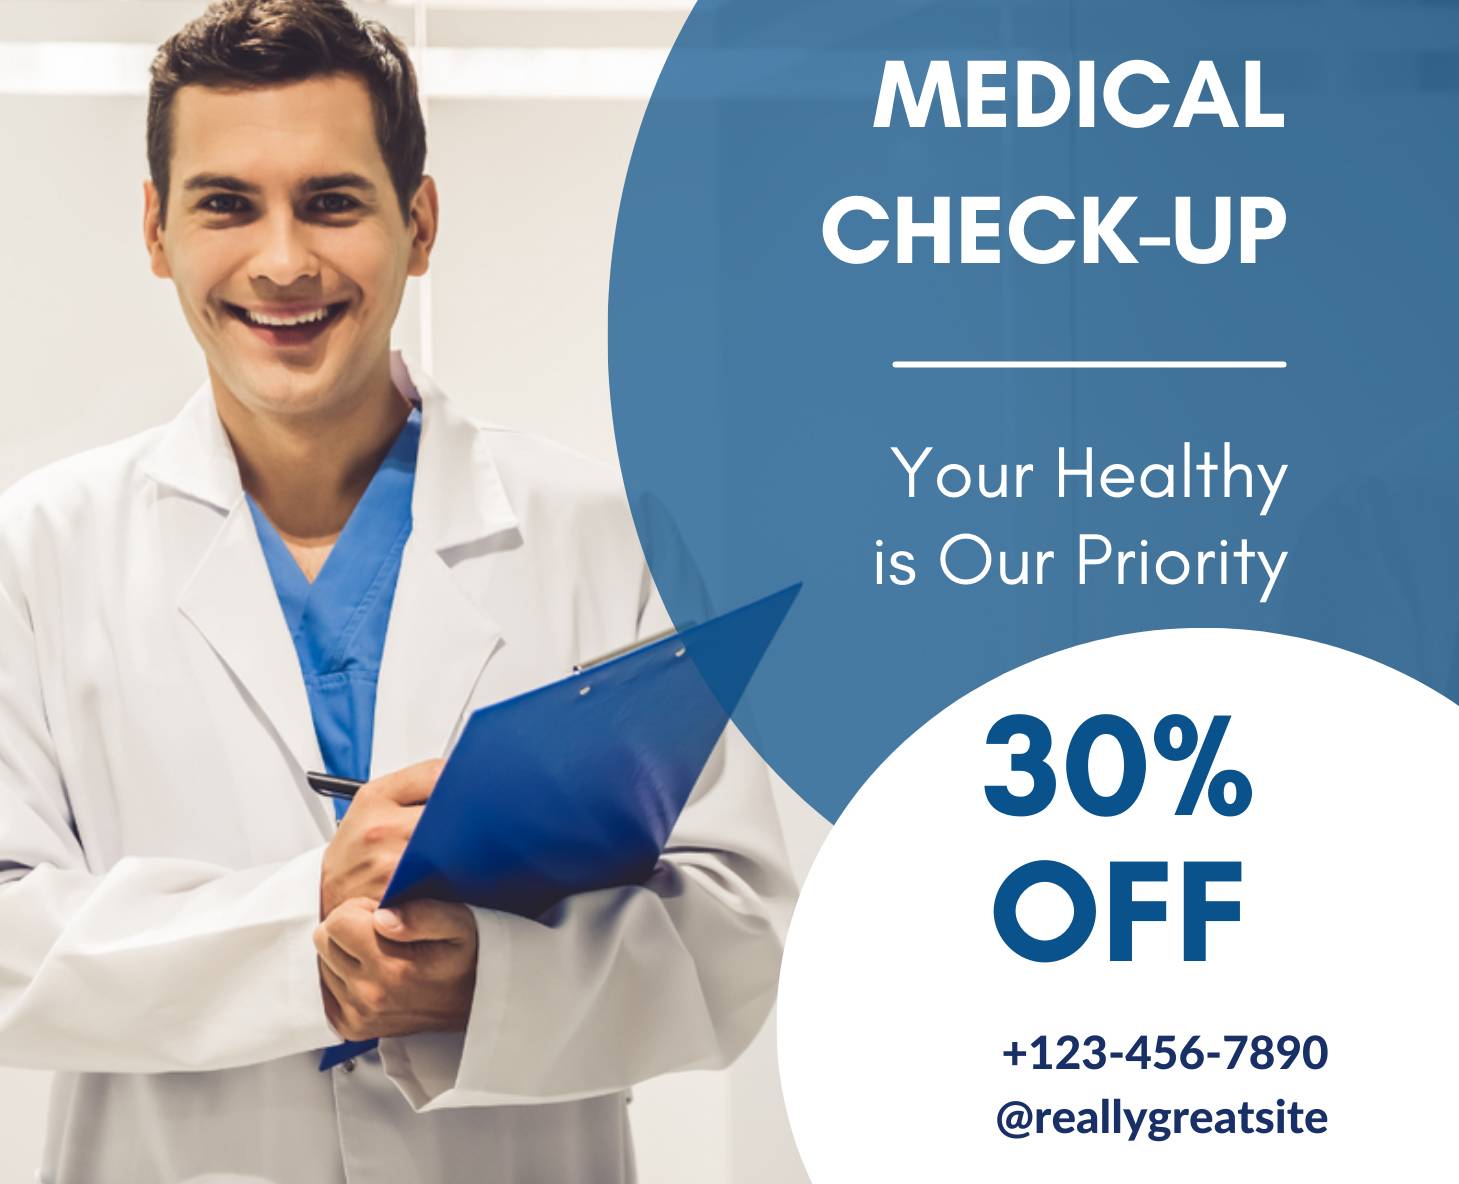 MEDICAL
CHECK-UP
Your Healthy
is Our Priority
30%
OFF
+123-456-7890
@reallygreatsite